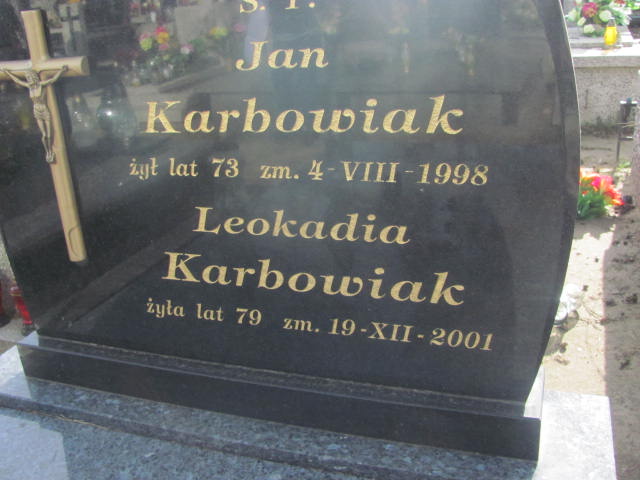 Ś. P.
Jan
Karbowiak
żył lat 73 zm. 4-VIII-1998
Leokadia
Karbowiak
żyła lat 79 zm. 19-XII-2001